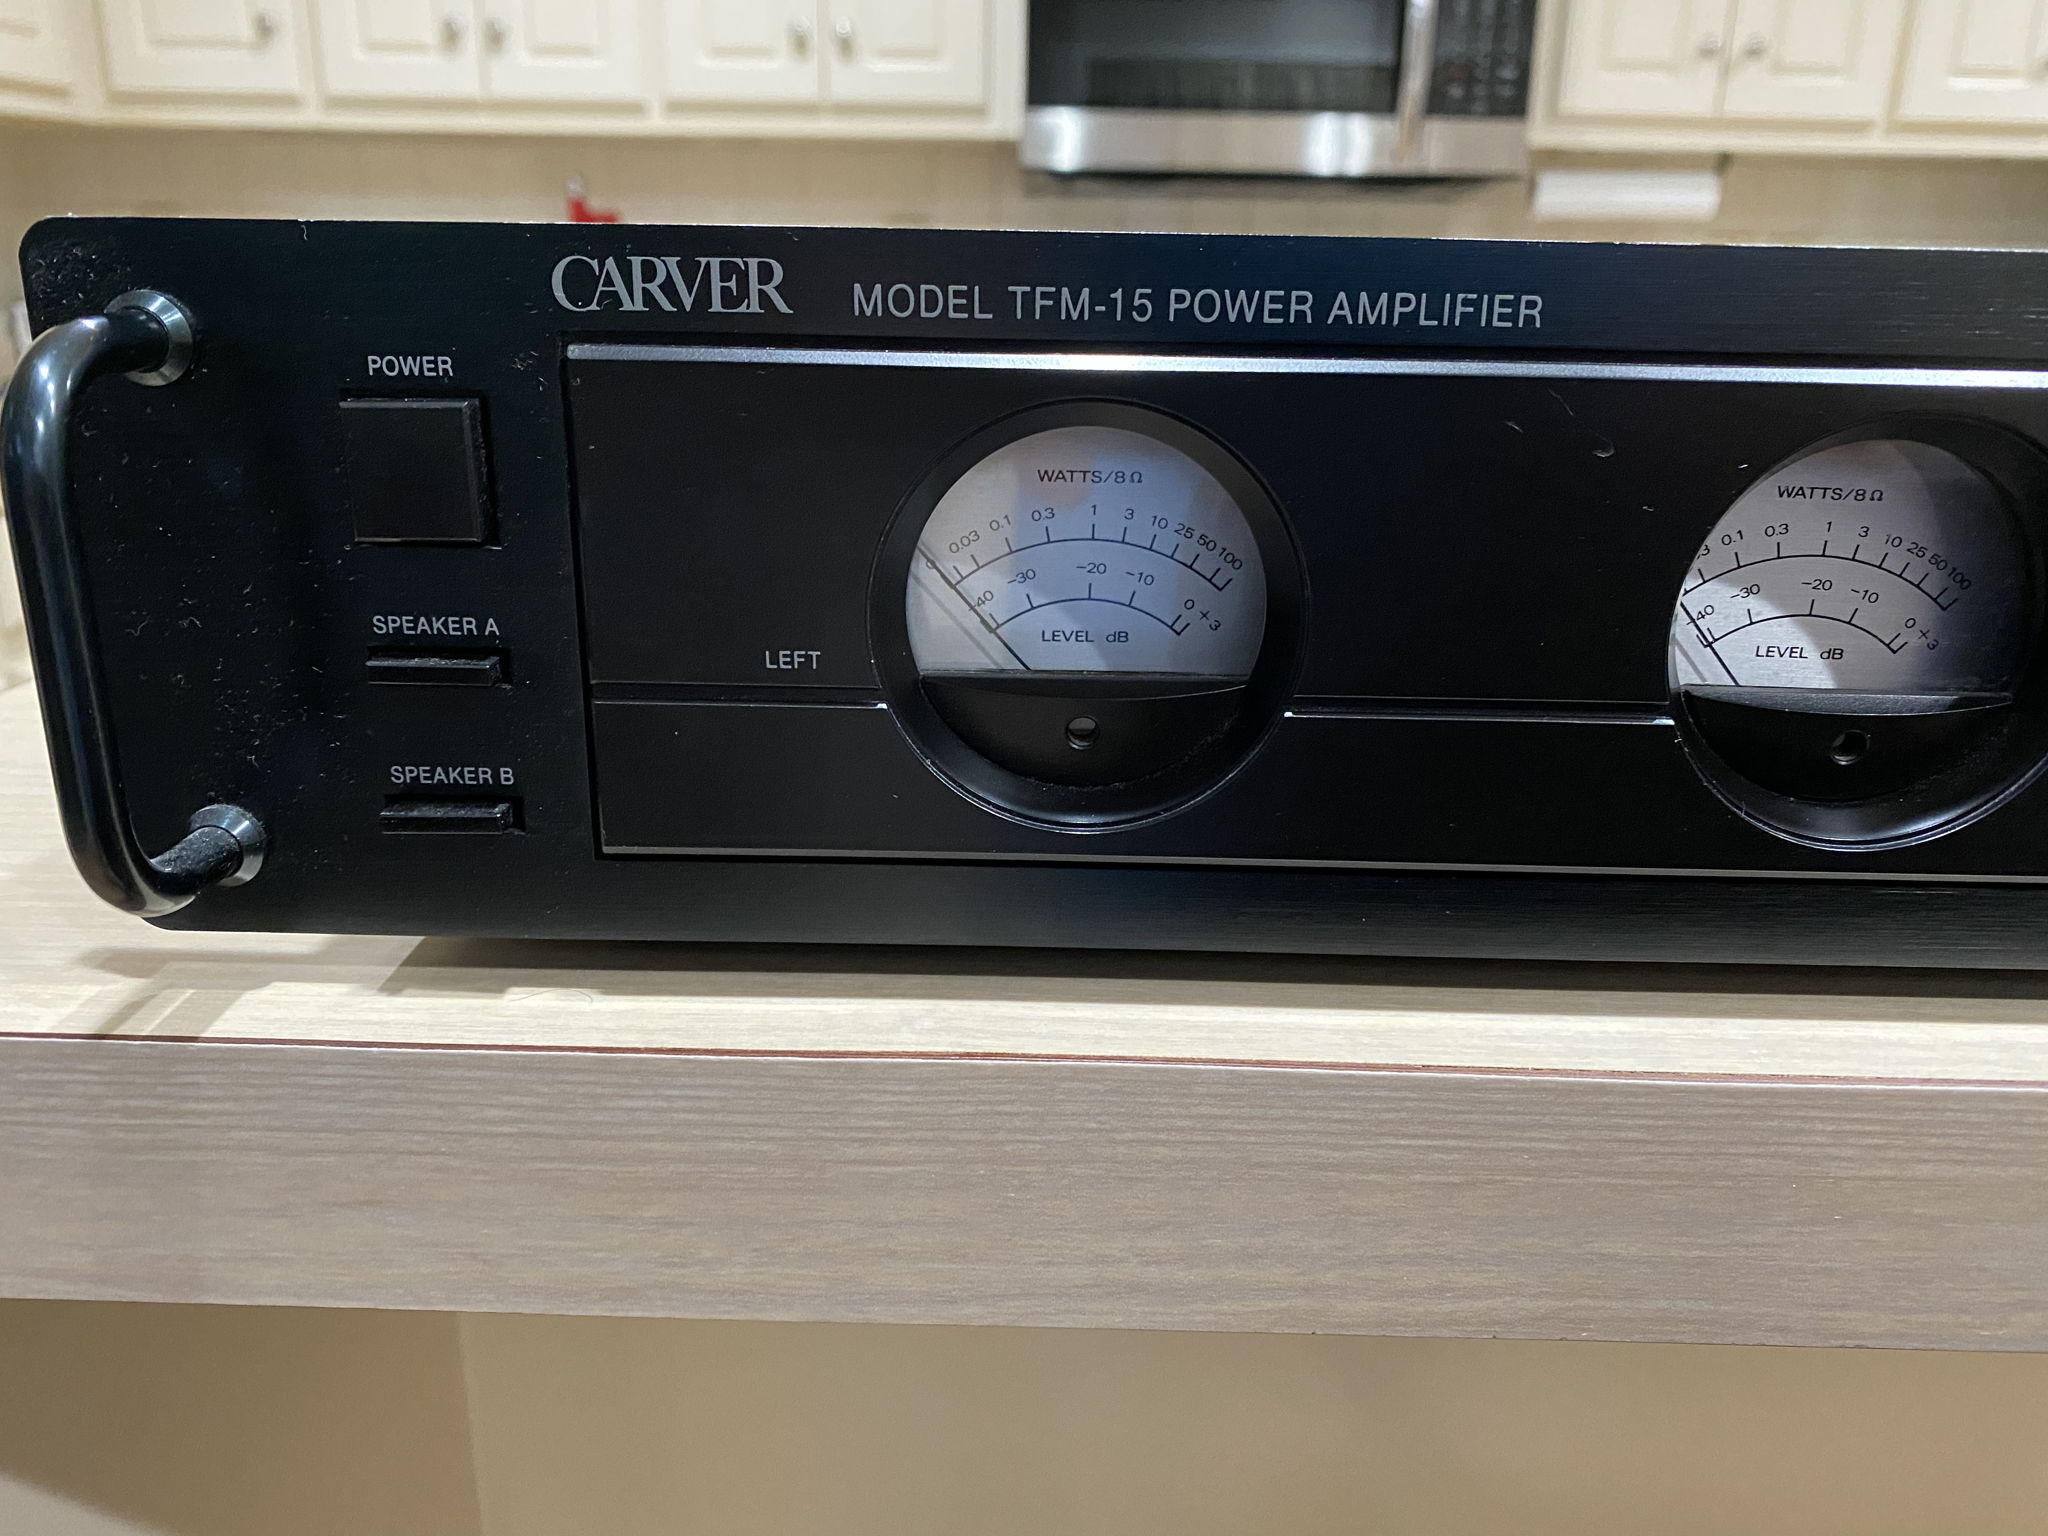 CARVER MODEL TFM-15 POWER AMPLIFIER
POWER
SPEAKER A
SPEAKER B
LEFT
WATTS/8Ω
0 0.03 0.1 0.3 1 3 10 25 50 100
-40 -30 -20 -10 0 +3
LEVEL dB
WATTS/8Ω
3 0.1 0.3 1 3 10 25 50 100
-40 -30 -20 -10 0 +3
LEVEL dB